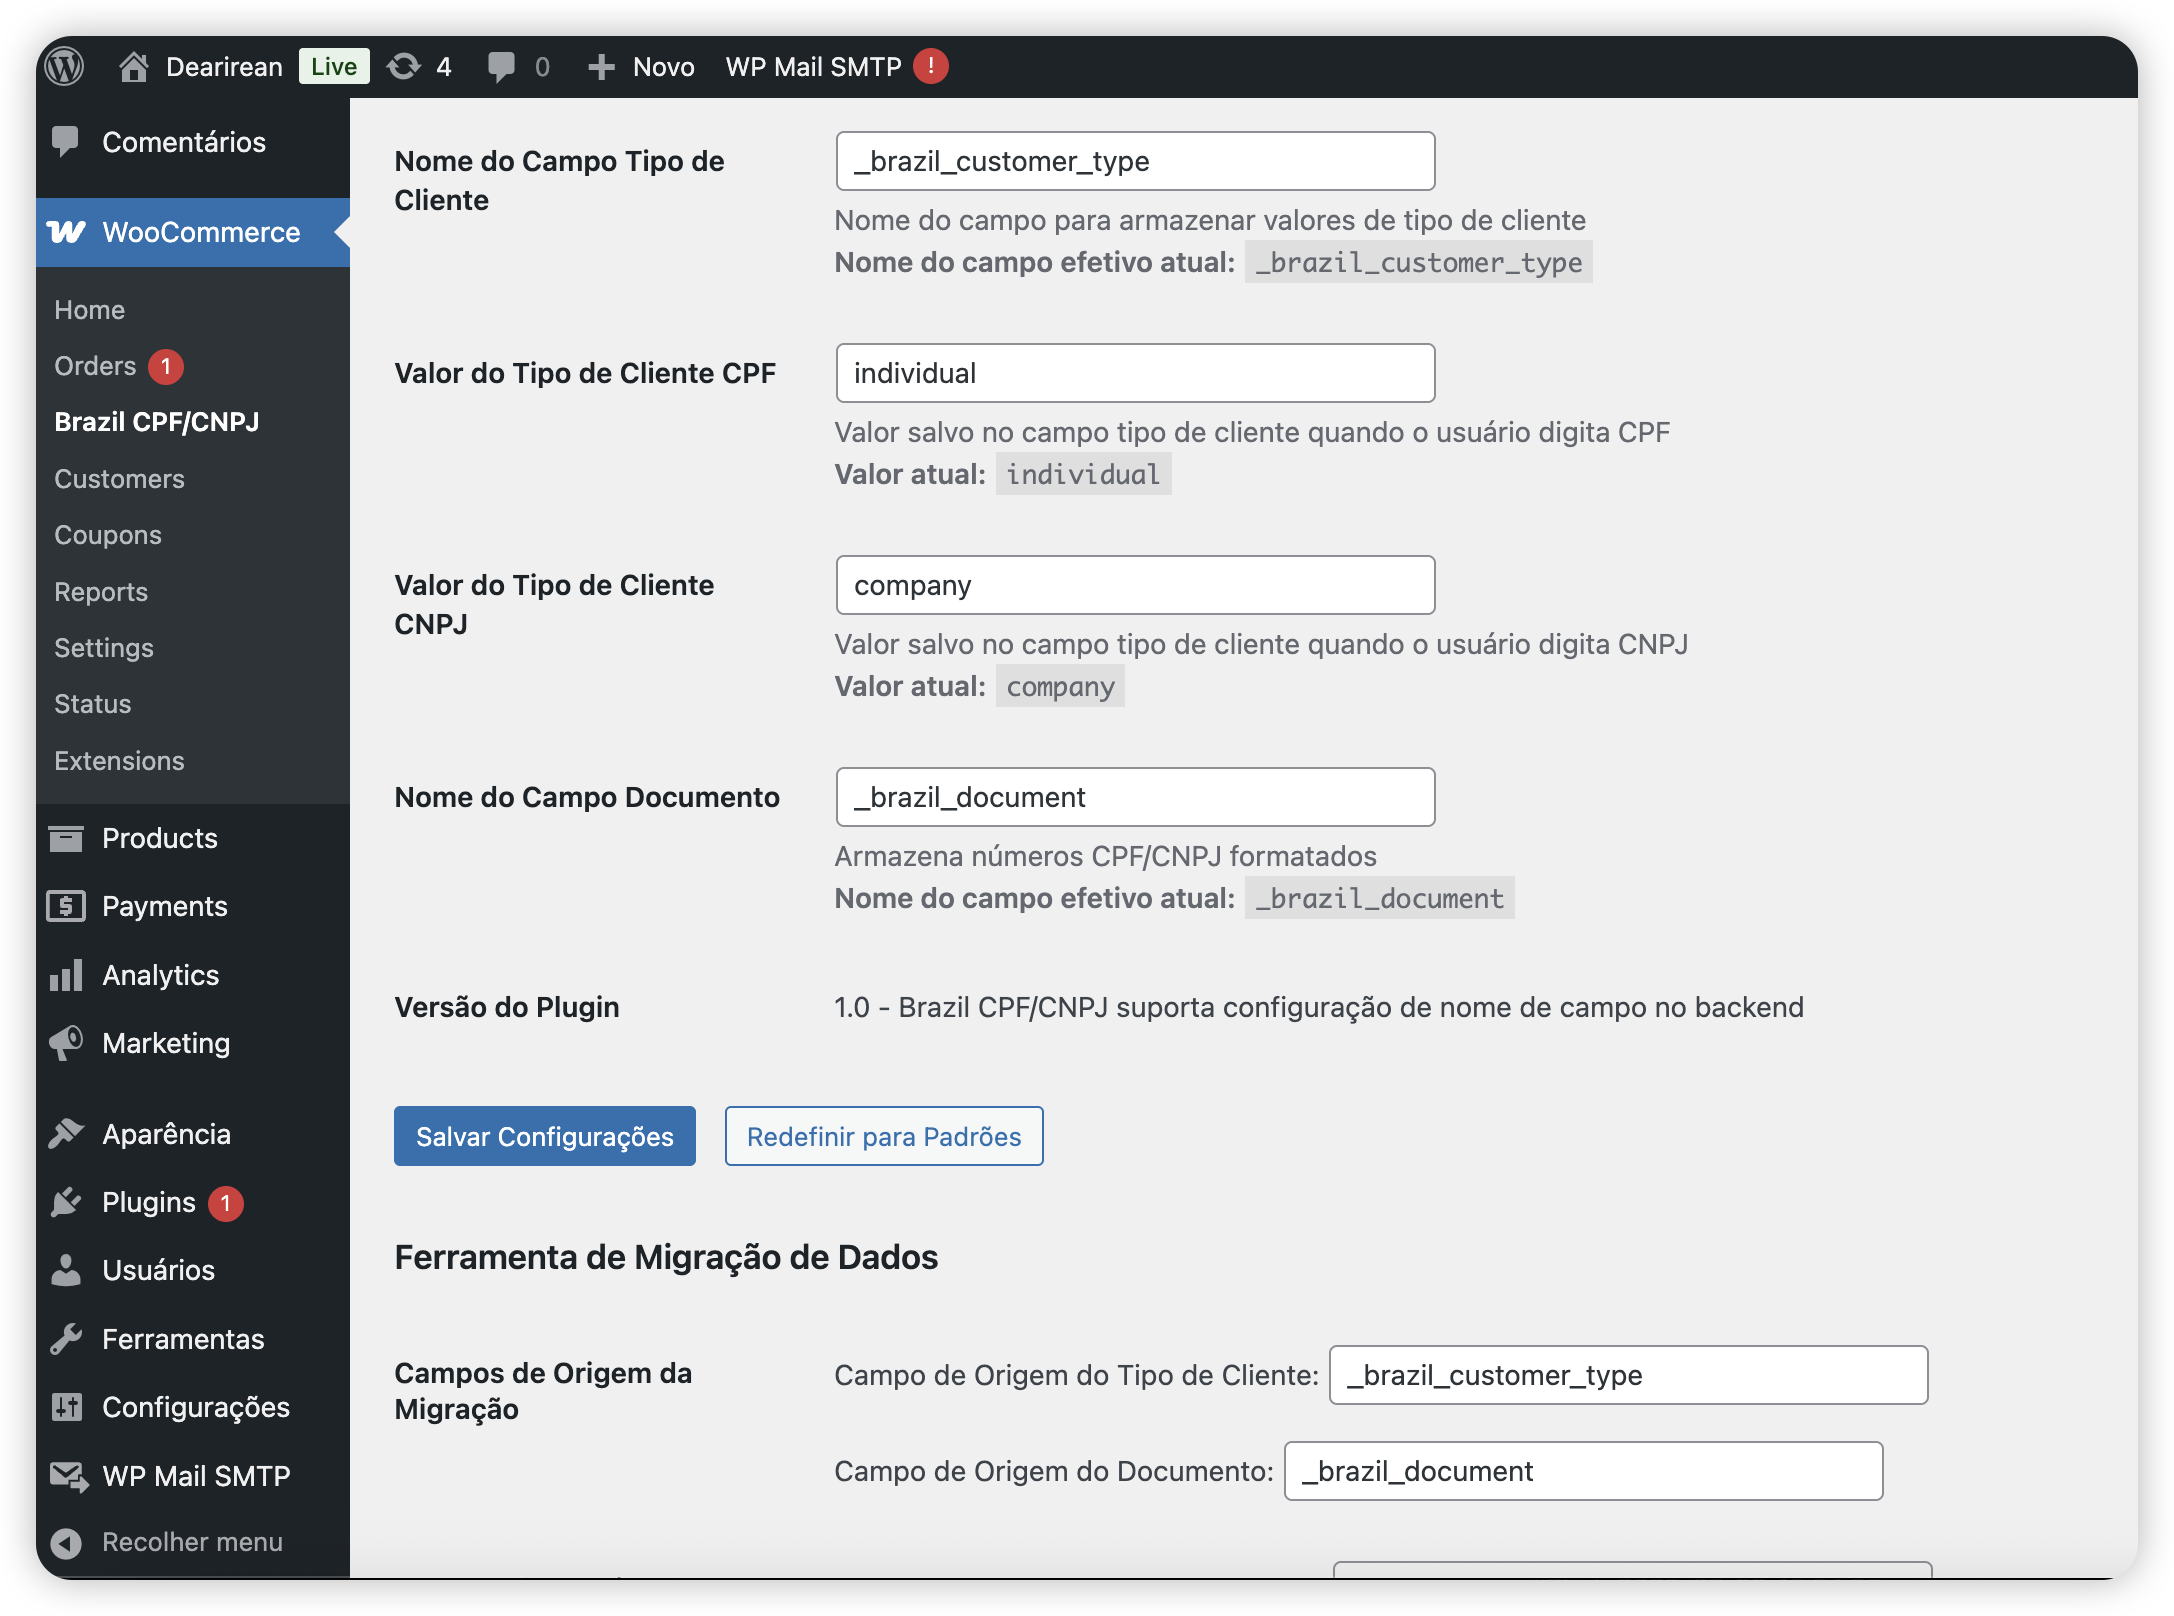 Dearirean Live 4 0 Novo WP Mail SMTP !
Comentários
WooCommerce
Home
Orders 1
Brazil CPF/CNPJ
Customers
Coupons
Reports
Settings
Status
Extensions
Products
Payments
Analytics
Marketing
Aparência
Plugins 1
Usuários
Ferramentas
Configurações
WP Mail SMTP
Recolher menu
Nome do Campo Tipo de
Cliente
_brazil_customer_type
Nome do campo para armazenar valores de tipo de cliente
Nome do campo efetivo atual: _brazil_customer_type
Valor do Tipo de Cliente CPF
individual
Valor salvo no campo tipo de cliente quando o usuário digita CPF
Valor atual: individual
Valor do Tipo de Cliente
CNPJ
company
Valor salvo no campo tipo de cliente quando o usuário digita CNPJ
Valor atual: company
Nome do Campo Documento
_brazil_document
Armazena números CPF/CNPJ formatados
Nome do campo efetivo atual: _brazil_document
Versão do Plugin
1.0 - Brazil CPF/CNPJ suporta configuração de nome de campo no backend
Salvar Configurações
Redefinir para Padrões
Ferramenta de Migração de Dados
Campos de Origem da
Migração
Campo de Origem do Tipo de Cliente: _brazil_customer_type
Campo de Origem do Documento: _brazil_document